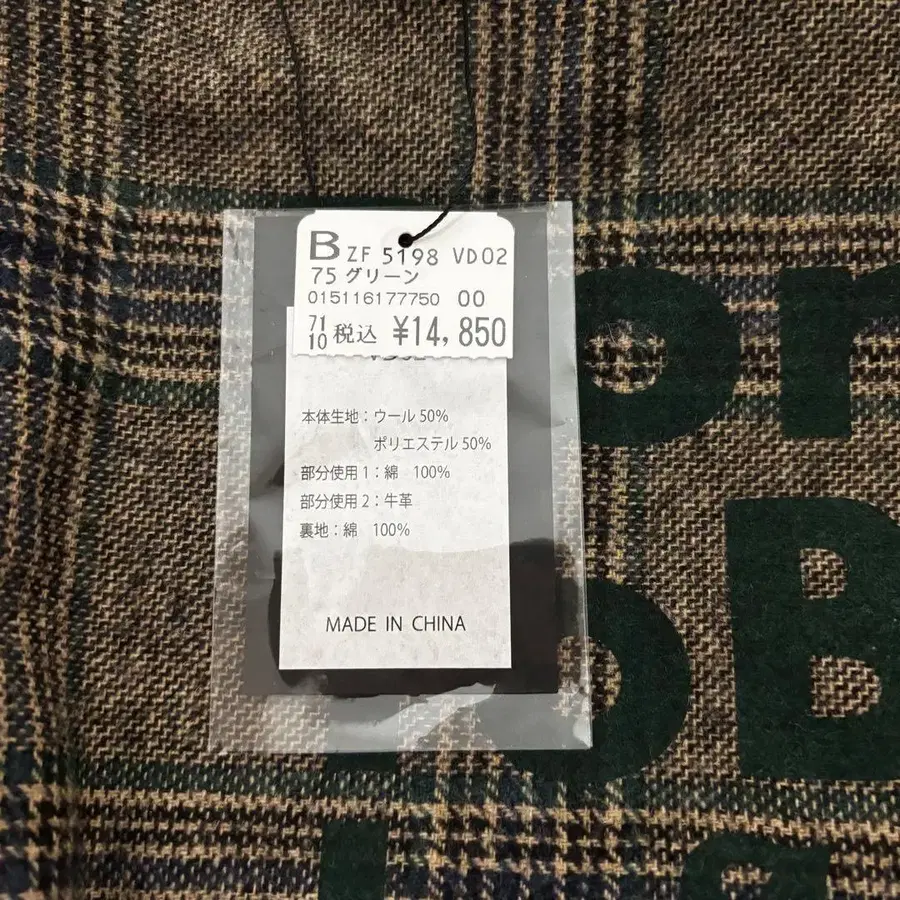 B ZF 5198 VD02
75 グリーン
015116177750 00
71
10 税込 ¥14,850
本体生地：ウール 50%
ポリエステル 50%
部分使用 1：綿 100%
部分使用 2：牛革
裏地：綿 100%
MADE IN CHINA
on
oB